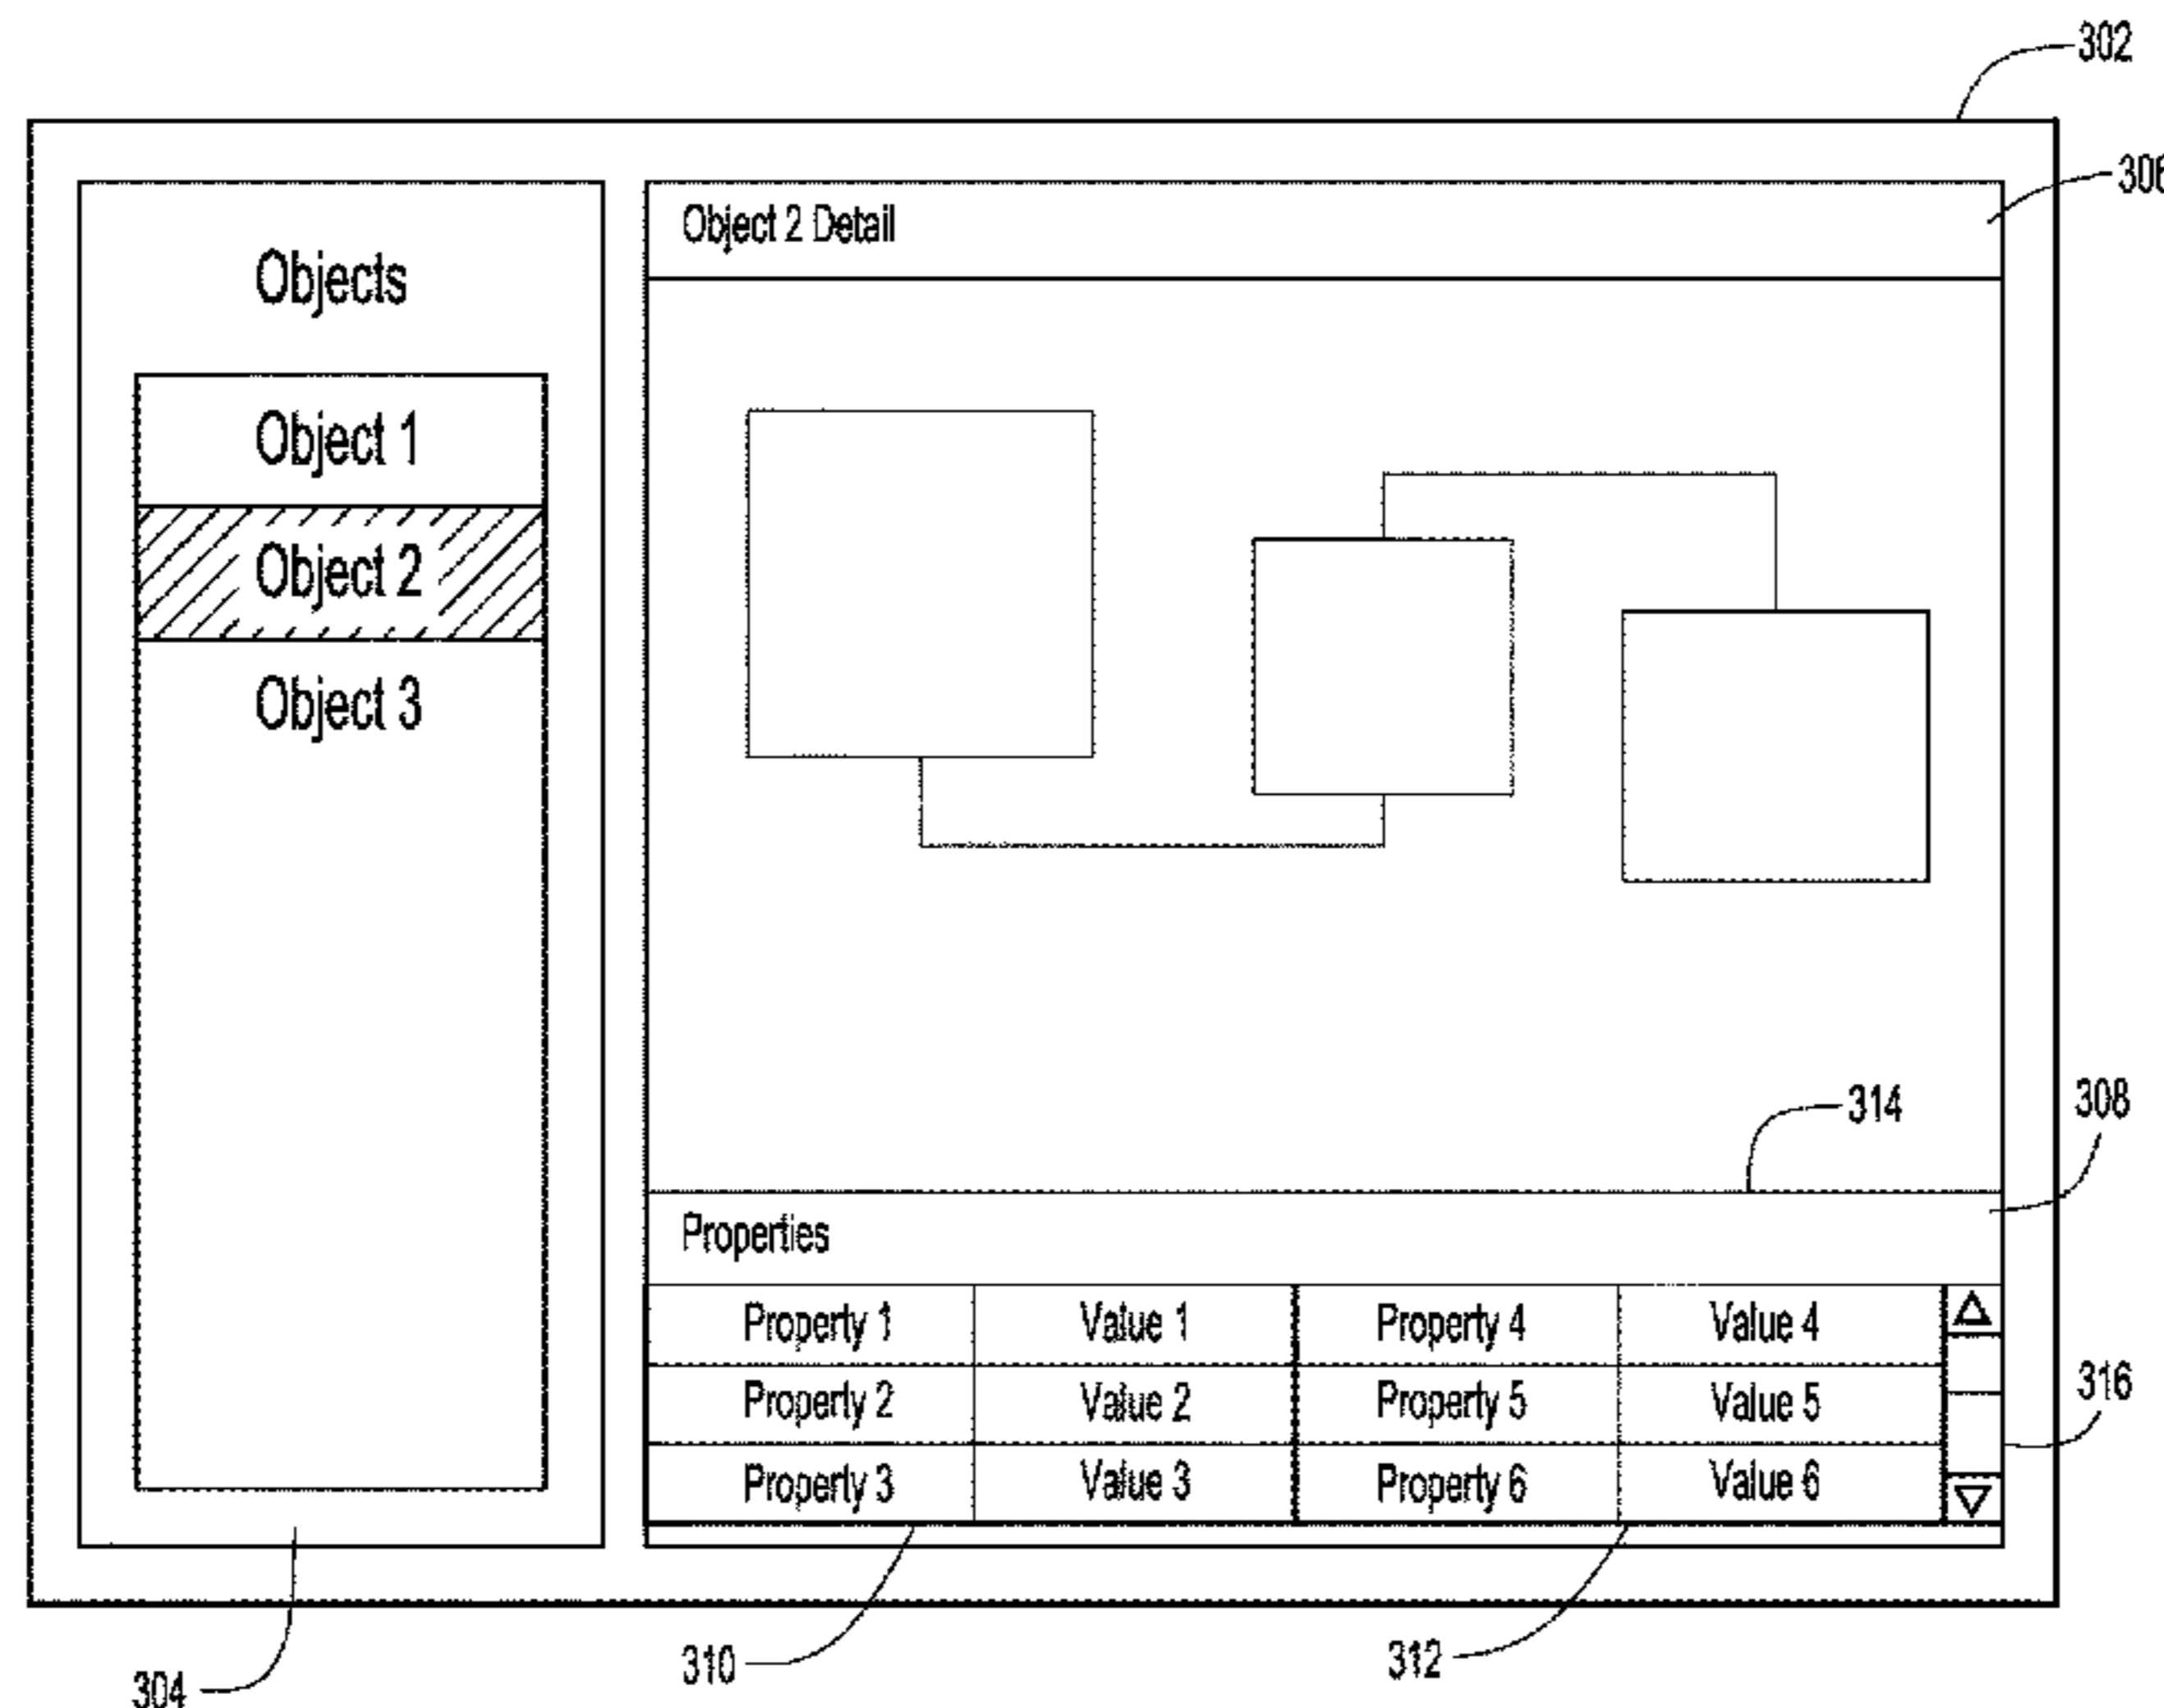 302
306
Object 2 Detail
Objects
Object 1
Object 2
Object 3
314
308
Properties
Property 1 Value 1 Property 4 Value 4
Property 2 Value 2 Property 5 Value 5
316
Property 3 Value 3 Property 6 Value 6
310
312
304